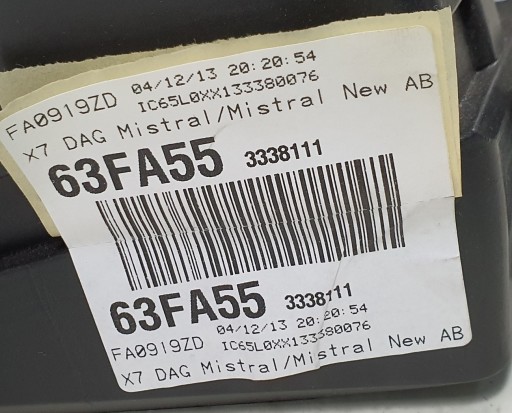 FA0919ZD 04/12/13 20:20:54
IC65L0XX133380076
X7 DAG Mistral/Mistral New AB
63FA55 3338111
63FA55 3338111
04/12/13 20:20:54
FA0919ZD IC65L0XX133380076
X7 DAG Mistral/Mistral New AB